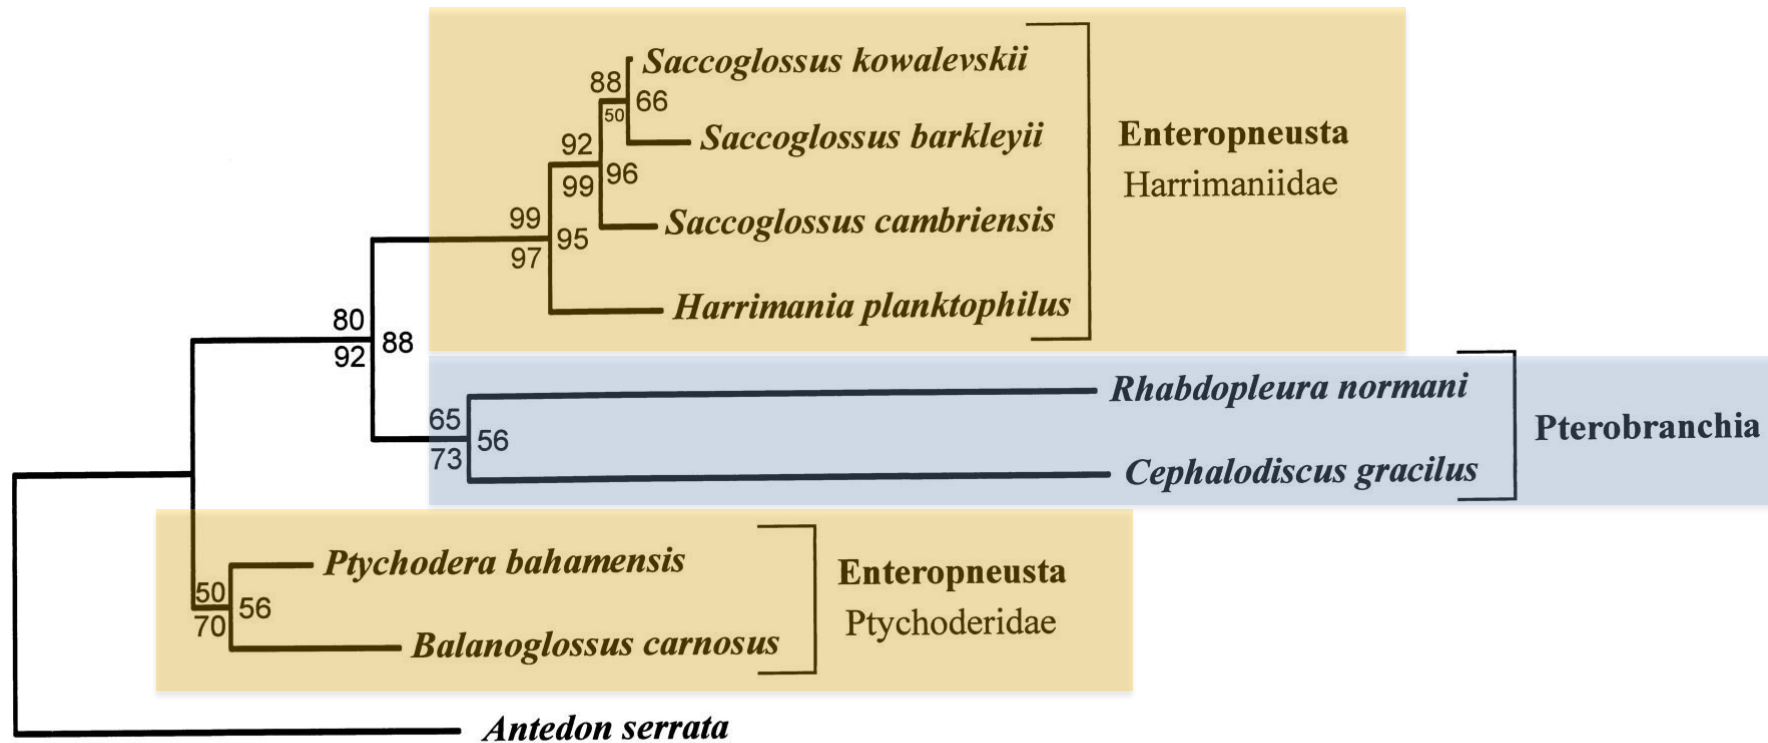 Saccoglossus kowalevskii
88
66
50
Saccoglossus barkleyii
92
96
99
Enteropneusta
Harrimaniidae
Saccoglossus cambriensis
99
95
97
Harrimania planktophilus
80
88
92
Rhabdopleura normani
65
56
73
Pterobranchia
Cephalodiscus gracilus
Ptychodera bahamensis
50
56
70
Enteropneusta
Ptychoderidae
Balanoglossus carnosus
Antedon serrata